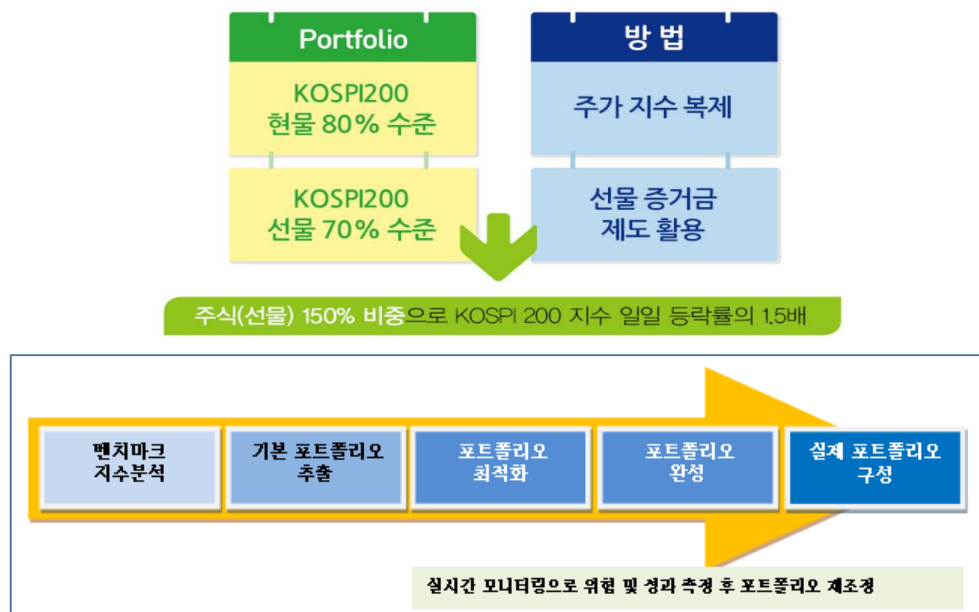 Portfolio
KOSPI200
현물 80% 수준
KOSPI200
선물 70% 수준
방 법
주가 지수 복제
선물 증거금
제도 활용
주식(선물) 150% 비중으로 KOSPI 200 지수 일일 등락률의 1.5배
벤치마크
지수분석
기본 포트폴리오
추출
포트폴리오
최적화
포트폴리오
완성
실제 포트폴리오
구성
실시간 모니터링으로 위험 및 성과 측정 후 포트폴리오 재조정